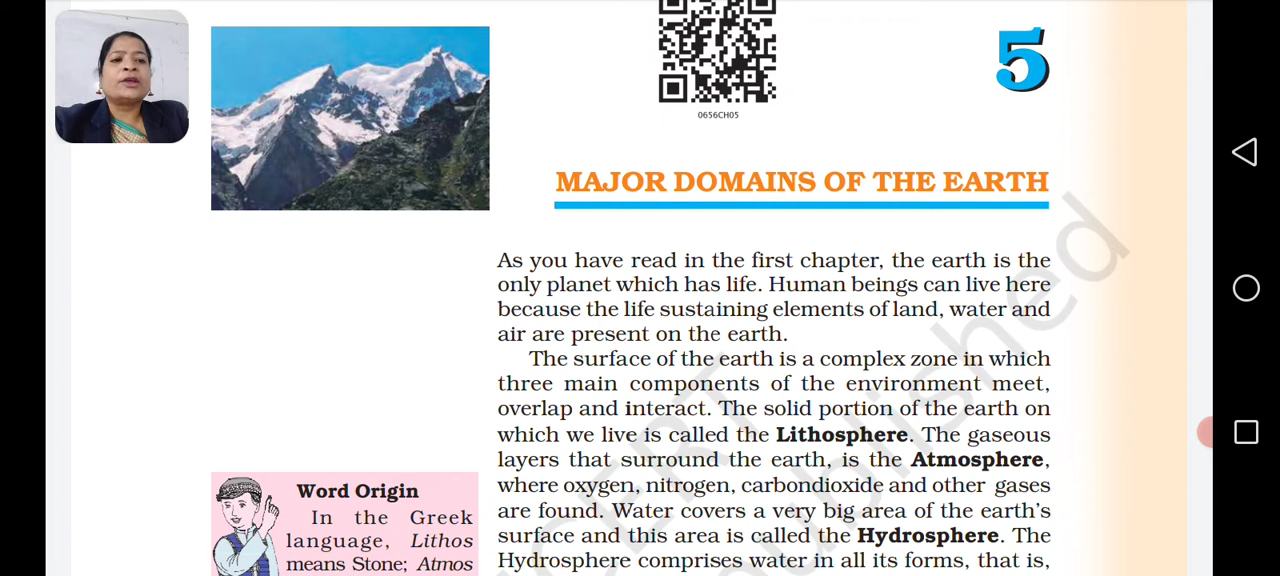 5
0656CH05
MAJOR DOMAINS OF THE EARTH
As you have read in the first chapter, the earth is the
only planet which has life. Human beings can live here
because the life sustaining elements of land, water and
air are present on the earth.
The surface of the earth is a complex zone in which
three main components of the environment meet,
overlap and interact. The solid portion of the earth on
which we live is called the Lithosphere. The gaseous
layers that surround the earth, is the Atmosphere,
where oxygen, nitrogen, carbondioxide and other gases
are found. Water covers a very big area of the earth's
surface and this area is called the Hydrosphere. The
Hydrosphere comprises water in all its forms, that is,
Word Origin
In the Greek
language, Lithos
means Stone; Atmos